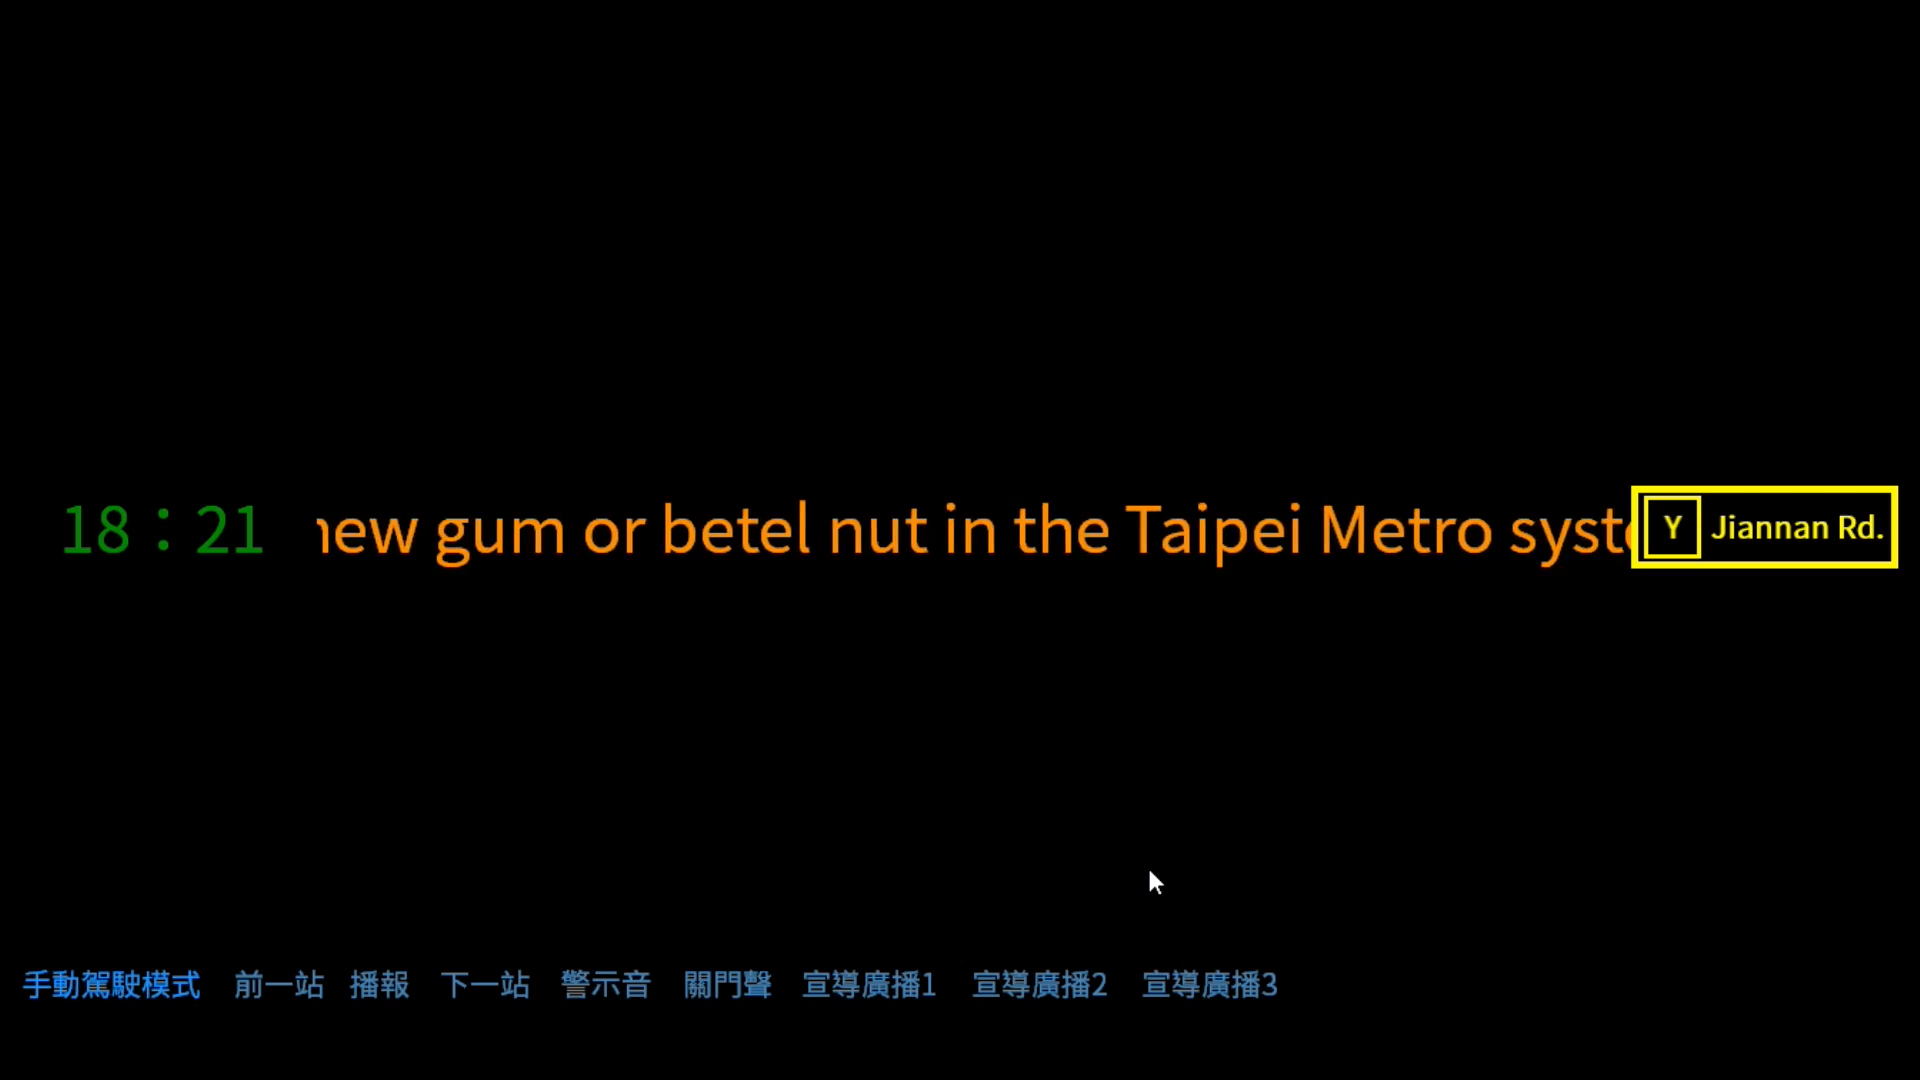 18：21 hew gum or betel nut in the Taipei Metro syste Y Jiannan Rd.
手動駕駛模式 前一站 播報 下一站 警示音 關門聲 宣導廣播1 宣導廣播2 宣導廣播3